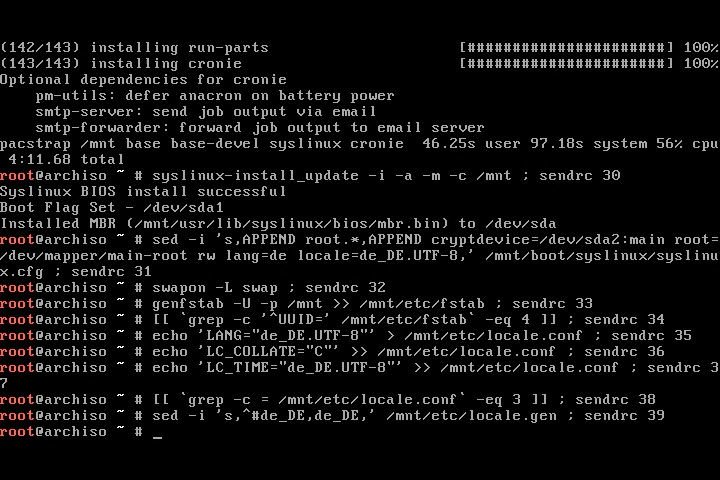 (142/143) installing run-parts                     [######################] 100%
(143/143) installing cronie                        [######################] 100%
Optional dependencies for cronie
    pm-utils: defer anacron on battery power
    smtp-server: send job output via email
    smtp-forwarder: forward job output to email server
pacstrap /mnt base base-devel syslinux cronie  46.25s user 97.18s system 56% cpu
 4:11.68 total
root@archiso ~ # syslinux-install_update -i -a -m -c /mnt ; sendrc 30
Syslinux BIOS install successful
Boot Flag Set - /dev/sda1
Installed MBR (/mnt/usr/lib/syslinux/bios/mbr.bin) to /dev/sda
root@archiso ~ # sed -i 's,APPEND root.*,APPEND cryptdevice=/dev/sda2:main root=
/dev/mapper/main-root rw lang=de locale=de_DE.UTF-8,' /mnt/boot/syslinux/syslinu
x.cfg ; sendrc 31
root@archiso ~ # swapon -L swap ; sendrc 32
root@archiso ~ # genfstab -U -p /mnt >> /mnt/etc/fstab ; sendrc 33
root@archiso ~ # [[ `grep -c '^UUID=' /mnt/etc/fstab` -eq 4 ]] ; sendrc 34
root@archiso ~ # echo 'LANG="de_DE.UTF-8"' > /mnt/etc/locale.conf ; sendrc 35
root@archiso ~ # echo 'LC_COLLATE="C"' >> /mnt/etc/locale.conf ; sendrc 36
root@archiso ~ # echo 'LC_TIME="de_DE.UTF-8"' >> /mnt/etc/locale.conf ; sendrc 3
7
root@archiso ~ # [[ `grep -c = /mnt/etc/locale.conf` -eq 3 ]] ; sendrc 38
root@archiso ~ # sed -i 's,^#de_DE,de_DE,' /mnt/etc/locale.gen ; sendrc 39
root@archiso ~ # _